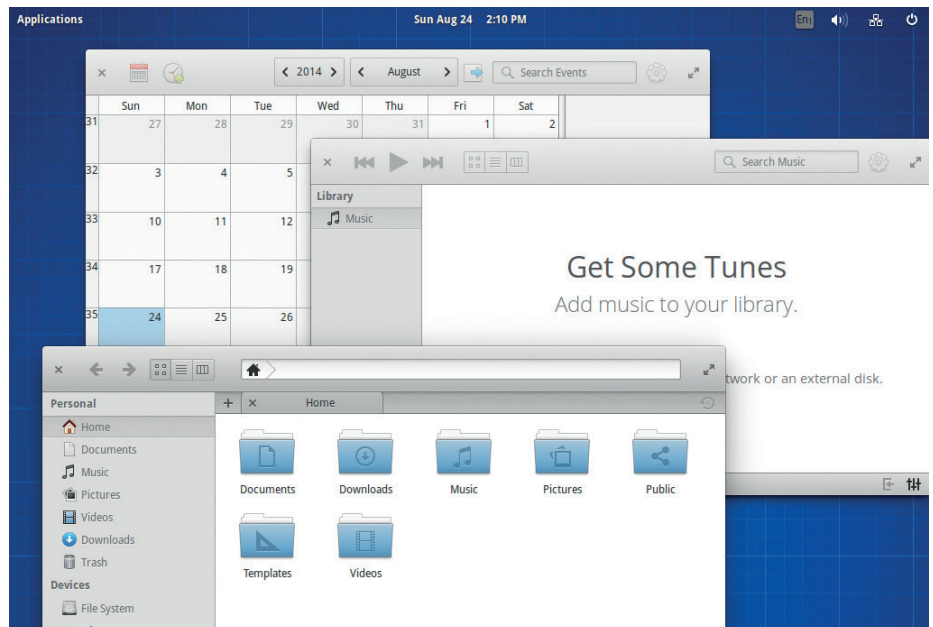 Applications
Sun Aug 24 2:10 PM
En1
2014
August
Search Events
Sun Mon Tue Wed Thu Fri Sat
31 27 28 29 30 31 1 2
32 3 4 5
33 10 11 12
34 17 18 19
35 24 25 26
Search Music
Library
Music
Get Some Tunes
Add music to your library.
twork or an external disk.
Home
Personal
Home
Documents
Music
Pictures
Videos
Downloads
Trash
Devices
File System
Documents Downloads Music Pictures Public
Templates Videos